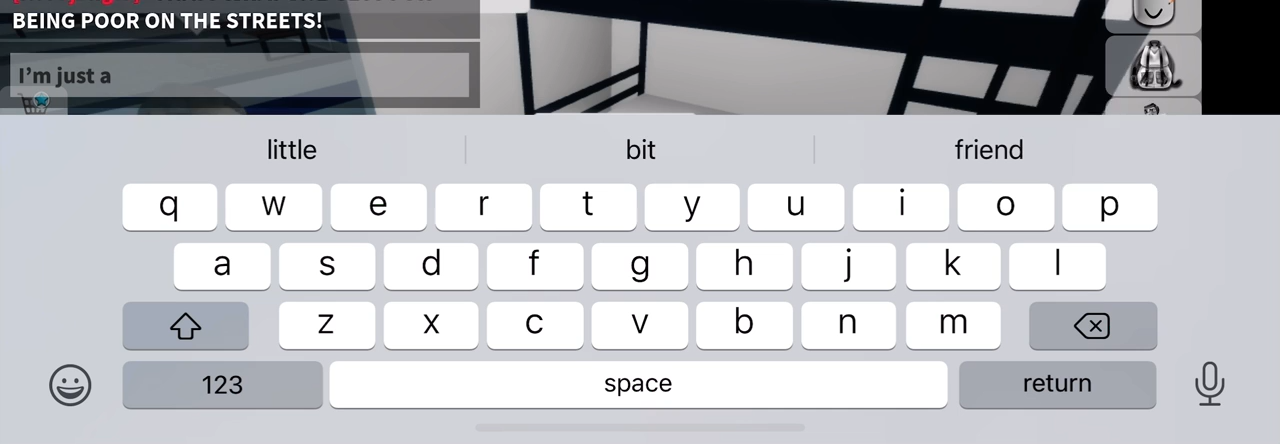 BEING POOR ON THE STREETS!
I'm just a
little bit friend
q w e r t y u i o p
a s d f g h j k l
z x c v b n m
123 space return